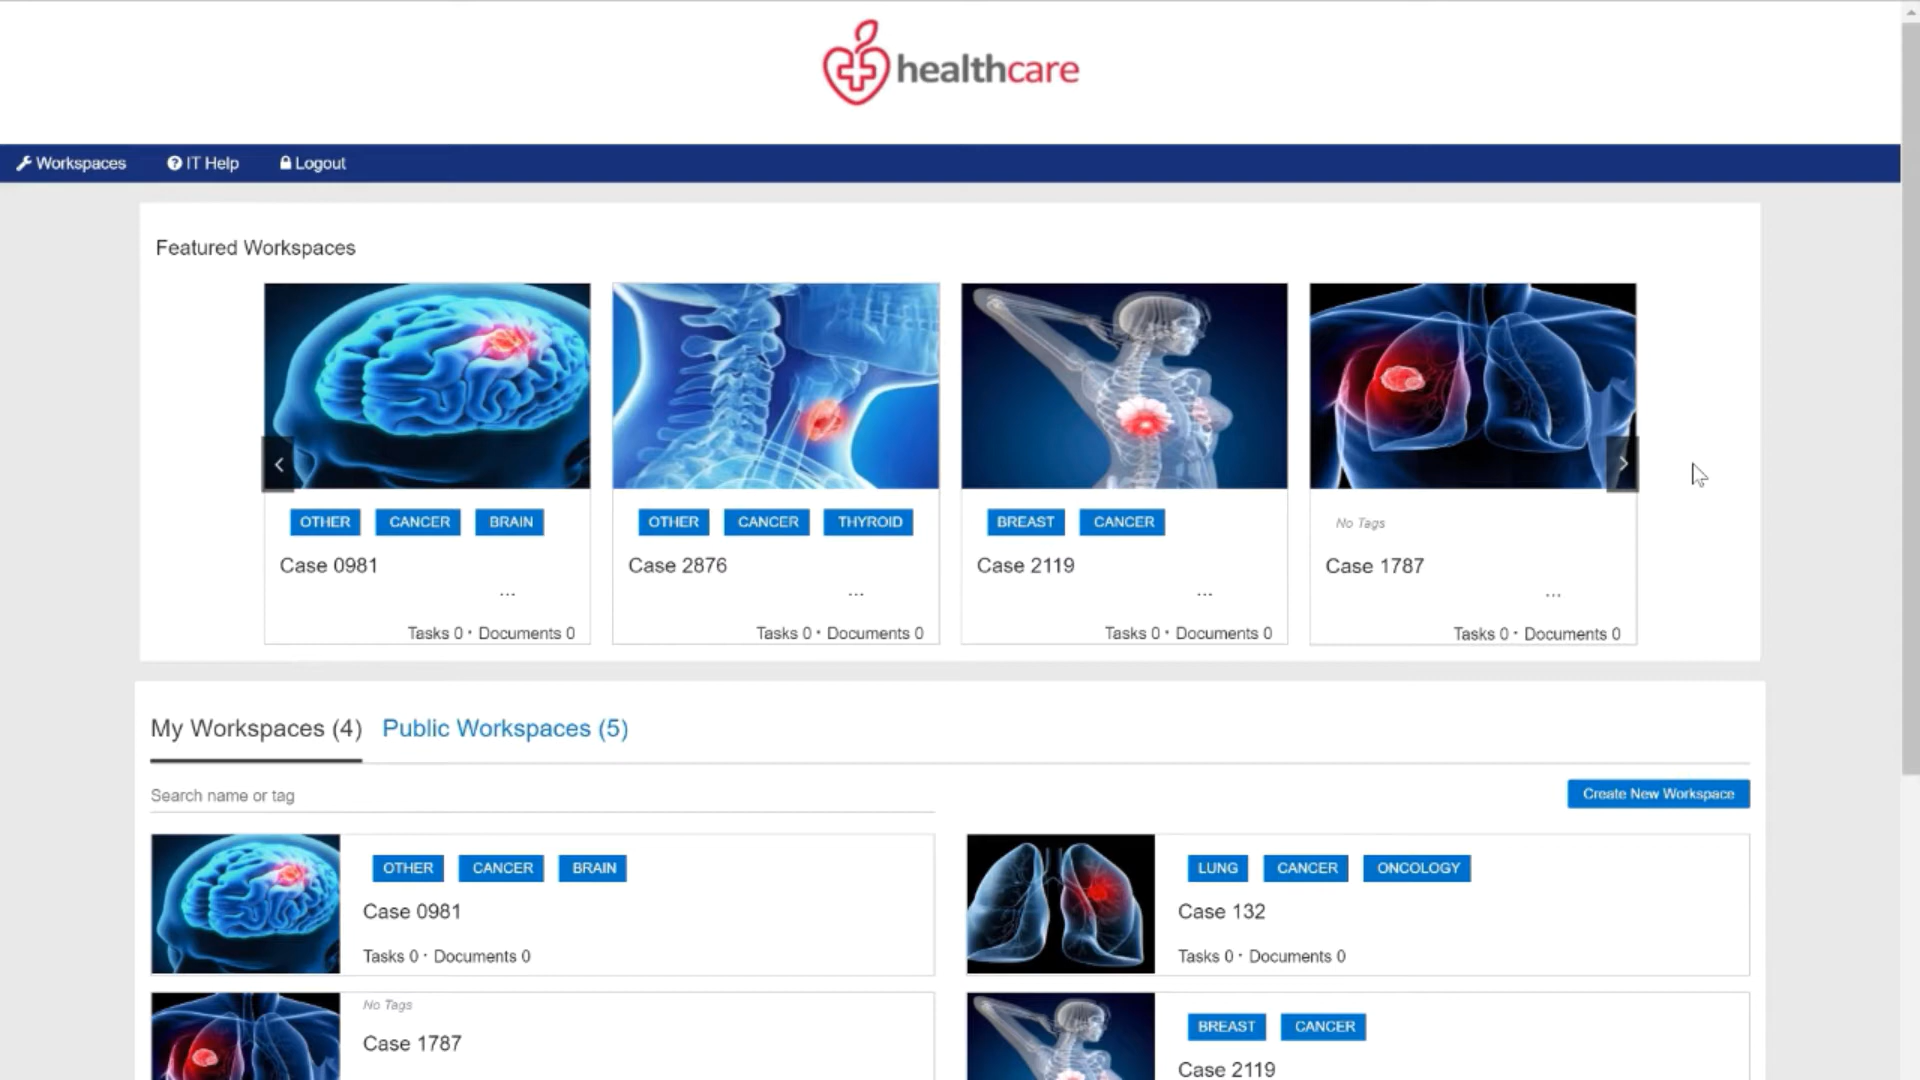 healthcare
Workspaces IT Help Logout
Featured Workspaces
OTHER CANCER BRAIN
Case 0981
...
Tasks 0 · Documents 0
OTHER CANCER THYROID
Case 2876
...
Tasks 0 · Documents 0
BREAST CANCER
Case 2119
...
Tasks 0 · Documents 0
No Tags
Case 1787
...
Tasks 0 · Documents 0
My Workspaces (4) Public Workspaces (5)
Search name or tag
Create New Workspace
OTHER CANCER BRAIN
Case 0981
Tasks 0 · Documents 0
LUNG CANCER ONCOLOGY
Case 132
Tasks 0 · Documents 0
No Tags
Case 1787
BREAST CANCER
Case 2119